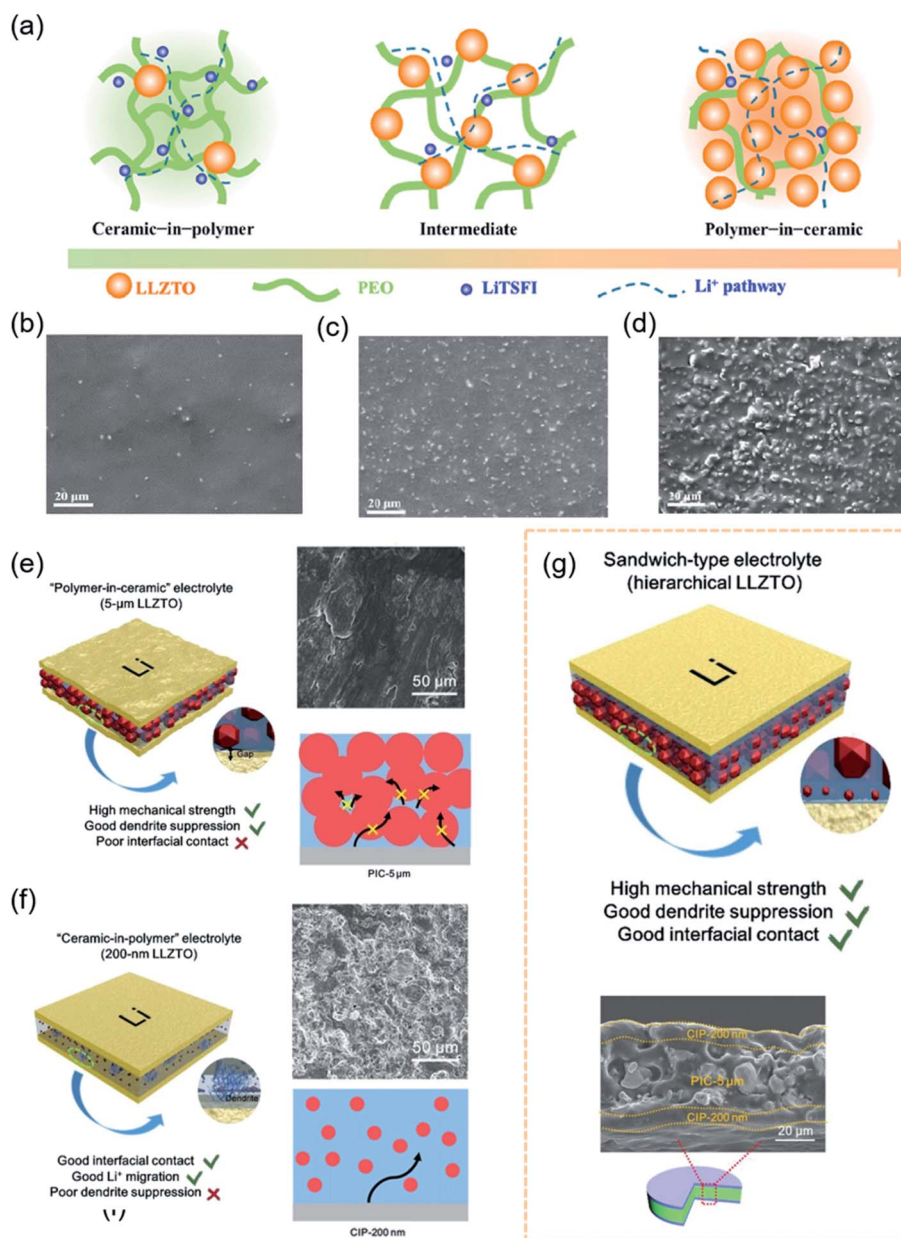 (a)
Ceramic-in-polymer
Intermediate
Polymer-in-ceramic
LLZTO
PEO
LiTSFI
Li⁺ pathway
(b)
20 µm
(c)
20 µm
(d)
20 µm
(e)
"Polymer-in-ceramic" electrolyte
(5-µm LLZTO)
Li
Gap
High mechanical strength ✓
Good dendrite suppression ✓
Poor interfacial contact ✗
50 µm
PIC-5 µm
(f)
"Ceramic-in-polymer" electrolyte
(200-nm LLZTO)
Li
Dendrite
Good interfacial contact ✓
Good Li⁺ migration ✓
Poor dendrite suppression ✗
50 µm
CIP-200 nm
(g)
Sandwich-type electrolyte
(hierarchical LLZTO)
Li
High mechanical strength ✓
Good dendrite suppression ✓
Good interfacial contact ✓
CIP-200 nm
PIC-5 µm
CIP-200 nm
20 µm